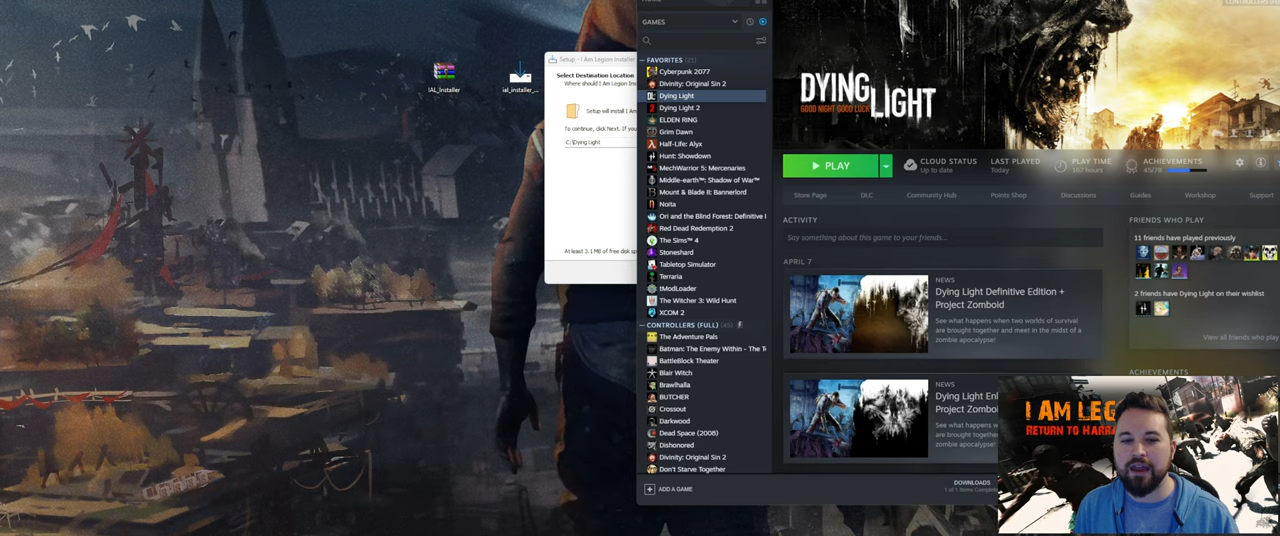 IAL_Installer
ial_installer_...
Setup - I Am Legion Installer
Select Destination Location
Where should I Am Legion Ins
Setup will install I Am
To continue, click Next. If you
C:\Dying Light
At least 3.1 MB of free disk sp
GAMES
FAVORITES
Cyberpunk 2077
Divinity: Original Sin 2
Dying Light
Dying Light 2
ELDEN RING
Grim Dawn
Half-Life: Alyx
Hunt: Showdown
MechWarrior 5: Mercenaries
Middle-earth™: Shadow of War™
Mount & Blade II: Bannerlord
Noita
Ori and the Blind Forest: Definitive E
Red Dead Redemption 2
The Sims™ 4
Stoneshard
Tabletop Simulator
Terraria
tModLoader
The Witcher 3: Wild Hunt
XCOM 2
CONTROLLERS (FULL)
The Adventure Pals
Batman: The Enemy Within - The Te
BattleBlock Theater
Blair Witch
Brawlhalla
BUTCHER
Crossout
Darkwood
Dead Space (2008)
Dishonored
Divinity: Original Sin 2
Don't Starve Together
ADD A GAME
DYING LIGHT
GOOD NIGHT GOOD LUCK
PLAY
CLOUD STATUS
Up to date
LAST PLAYED
Today
PLAY TIME
167 hours
ACHIEVEMENTS
45/78
Store Page
DLC
Community Hub
Points Shop
Discussions
Guides
Workshop
Support
ACTIVITY
Say something about this game to your friends...
APRIL 7
NEWS
Dying Light Definitive Edition +
Project Zomboid
See what happens when two worlds of survival
are brought together and meet in the midst of a
zombie apocalypse!
NEWS
Dying Light Enh
Project Zomboi
See what happens w
are brought togethe
zombie apocalypse!
DOWNLOADS
1 of 1 Items Complete
FRIENDS WHO PLAY
11 friends have played previously
2 friends have Dying Light on their wishlist
View all friends who play
ACHIEVEMENTS
I AM LEG
RETURN TO HARRA